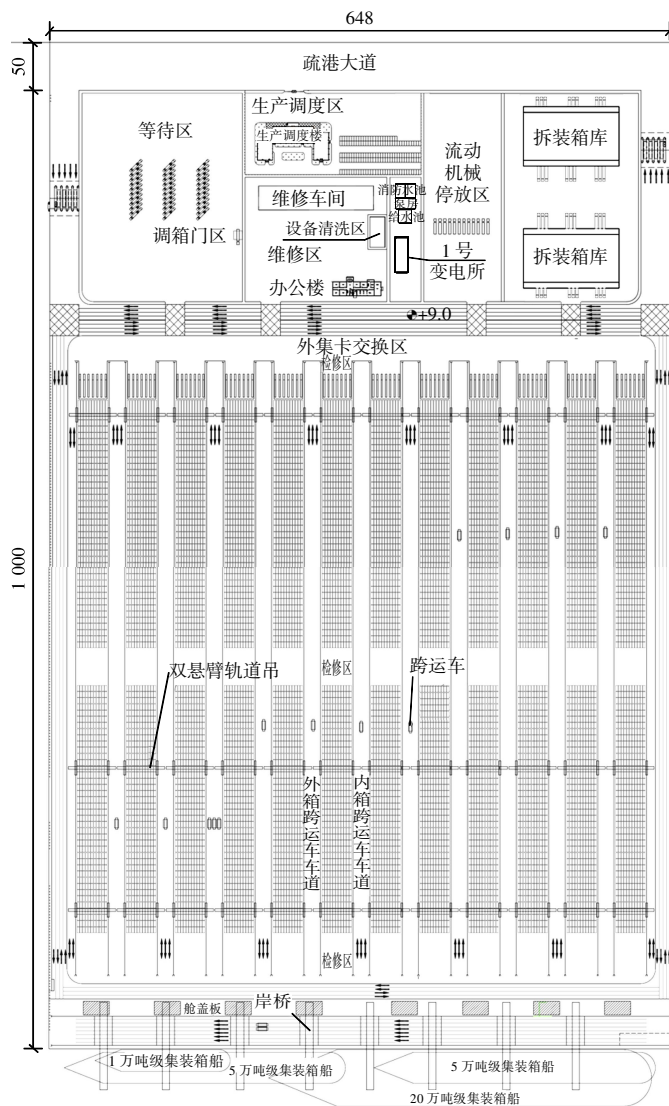 648
50
疏港大道
生产调度区
等待区
生产调度楼
流动
机械
停放区
拆装箱库
消防水池
泵房
给水池
维修车间
调箱门区
设备清洗区
维修区
1 号
变电所
拆装箱库
办公楼
+9.0
外集卡交换区
检修区
1 000
双悬臂轨道吊
检修区
跨运车
外箱跨运车车道
内箱跨运车车道
检修区
舱盖板
岸桥
1 万吨级集装箱船
5 万吨级集装箱船
5 万吨级集装箱船
20 万吨级集装箱船